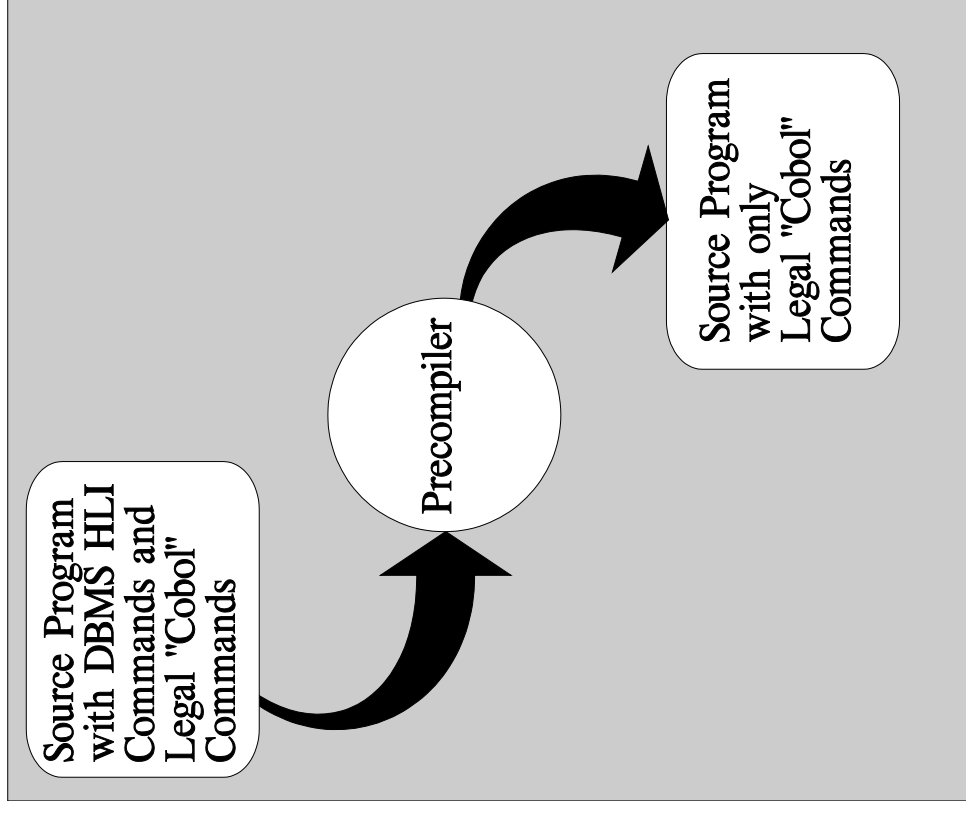 Source Program
with DBMS HLI
Commands and
Legal "Cobol"
Commands
Precompiler
Source Program
with only
Legal "Cobol"
Commands